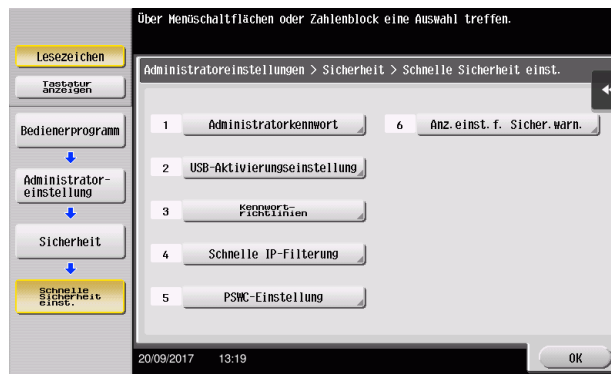 Über Menüschaltflächen oder Zahlenblock eine Auswahl treffen.
Lesezeichen
Tastatur
anzeigen
Bedienerprogramm
Administrator-
einstellung
Sicherheit
Schnelle
Sicherheit
einst.
Administratoreinstellungen > Sicherheit > Schnelle Sicherheit einst.
1 Administratorkennwort
6 Anz.einst.f. Sicher.warn.
2 USB-Aktivierungseinstellung
3 Kennwort-
richtlinien
4 Schnelle IP-Filterung
5 PSWC-Einstellung
20/09/2017 13:19
OK